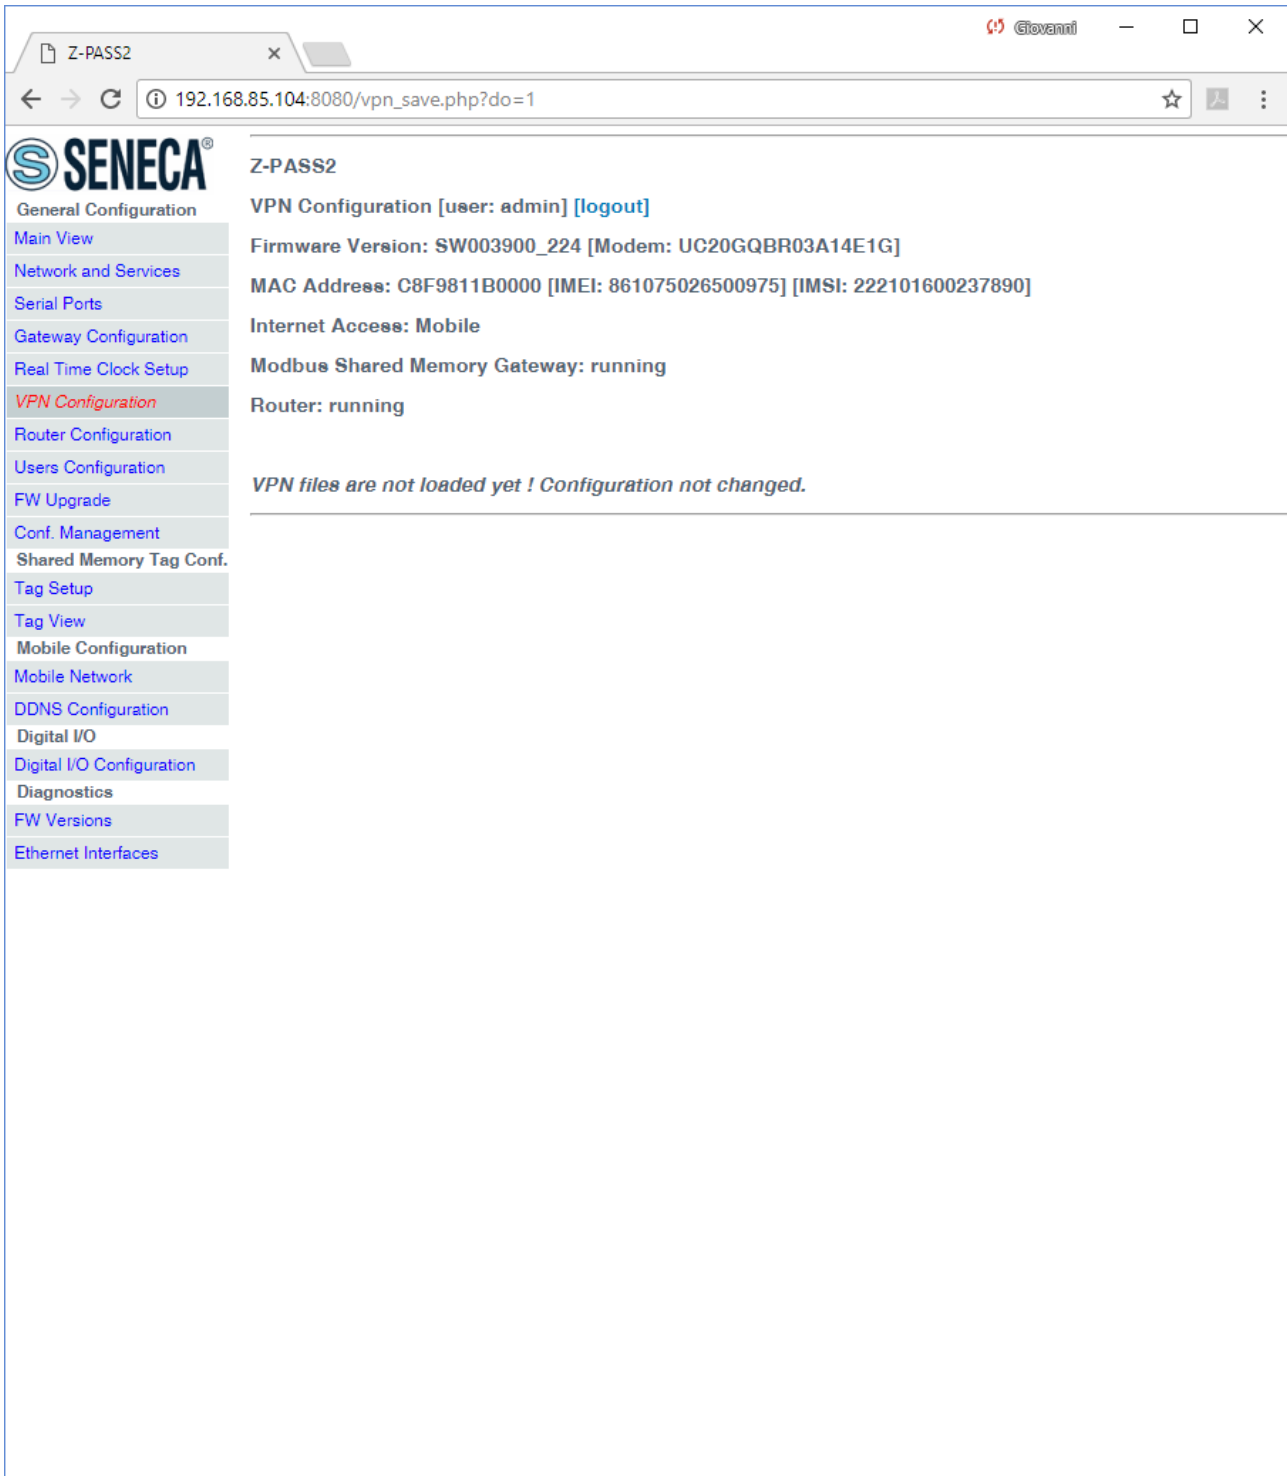 Giovanni
Z-PASS2
192.168.85.104:8080/vpn_save.php?do=1
SENECA®
General Configuration
Main View
Network and Services
Serial Ports
Gateway Configuration
Real Time Clock Setup
VPN Configuration
Router Configuration
Users Configuration
FW Upgrade
Conf. Management
Shared Memory Tag Conf.
Tag Setup
Tag View
Mobile Configuration
Mobile Network
DDNS Configuration
Digital I/O
Digital I/O Configuration
Diagnostics
FW Versions
Ethernet Interfaces
Z-PASS2
VPN Configuration [user: admin] [logout]
Firmware Version: SW003900_224 [Modem: UC20GQBR03A14E1G]
MAC Address: C8F9811B0000 [IMEI: 861075026500975] [IMSI: 222101600237890]
Internet Access: Mobile
Modbus Shared Memory Gateway: running
Router: running
VPN files are not loaded yet ! Configuration not changed.